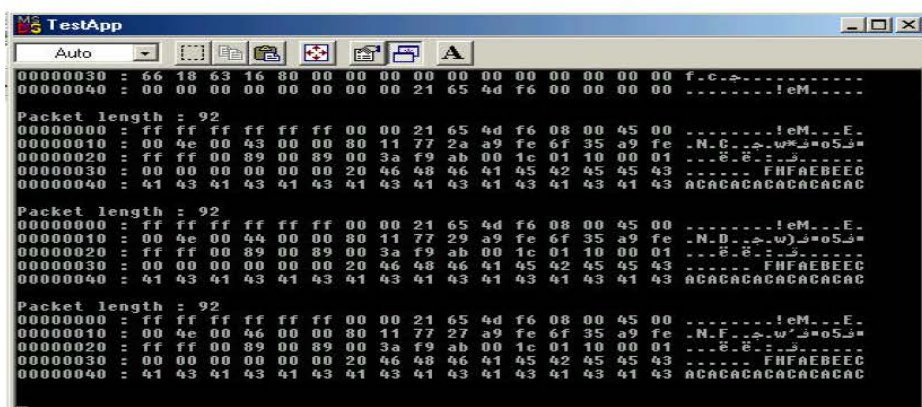 TestApp
Auto A
00000030 : 66 18 63 16 80 00 00 00 00 00 00 00 00 00 00 00 f.c.
00000040 : 00 00 00 00 00 00 00 00 21 65 4d f6 00 00 00 00 ........!eM.....
Packet length : 92
00000000 : ff ff ff ff ff ff 00 00 21 65 4d f6 08 00 45 00 ........!eM...E.
00000010 : 00 4e 00 43 00 00 80 11 77 2a a9 fe 6f 35 a9 fe .N.C..
00000020 : ff ff 00 89 00 89 00 3a f9 ab 00 1c 01 10 00 01
00000030 : 00 00 00 00 00 00 20 46 48 46 41 45 42 45 45 43 ...... FHFAEBEEC
00000040 : 41 43 41 43 41 43 41 43 41 43 41 43 41 43 41 43 ACACACACACACACAC
Packet length : 92
00000000 : ff ff ff ff ff ff 00 00 21 65 4d f6 08 00 45 00 ........!eM...E.
00000010 : 00 4e 00 44 00 00 80 11 77 29 a9 fe 6f 35 a9 fe .N.D..
00000020 : ff ff 00 89 00 89 00 3a f9 ab 00 1c 01 10 00 01
00000030 : 00 00 00 00 00 00 20 46 48 46 41 45 42 45 45 43 ...... FHFAEBEEC
00000040 : 41 43 41 43 41 43 41 43 41 43 41 43 41 43 41 43 ACACACACACACACAC
Packet length : 92
00000000 : ff ff ff ff ff ff 00 00 21 65 4d f6 08 00 45 00 ........!eM...E.
00000010 : 00 4e 00 46 00 00 80 11 77 27 a9 fe 6f 35 a9 fe .N.F..
00000020 : ff ff 00 89 00 89 00 3a f9 ab 00 1c 01 10 00 01
00000030 : 00 00 00 00 00 00 20 46 48 46 41 45 42 45 45 43 ...... FHFAEBEEC
00000040 : 41 43 41 43 41 43 41 43 41 43 41 43 41 43 41 43 ACACACACACACACAC